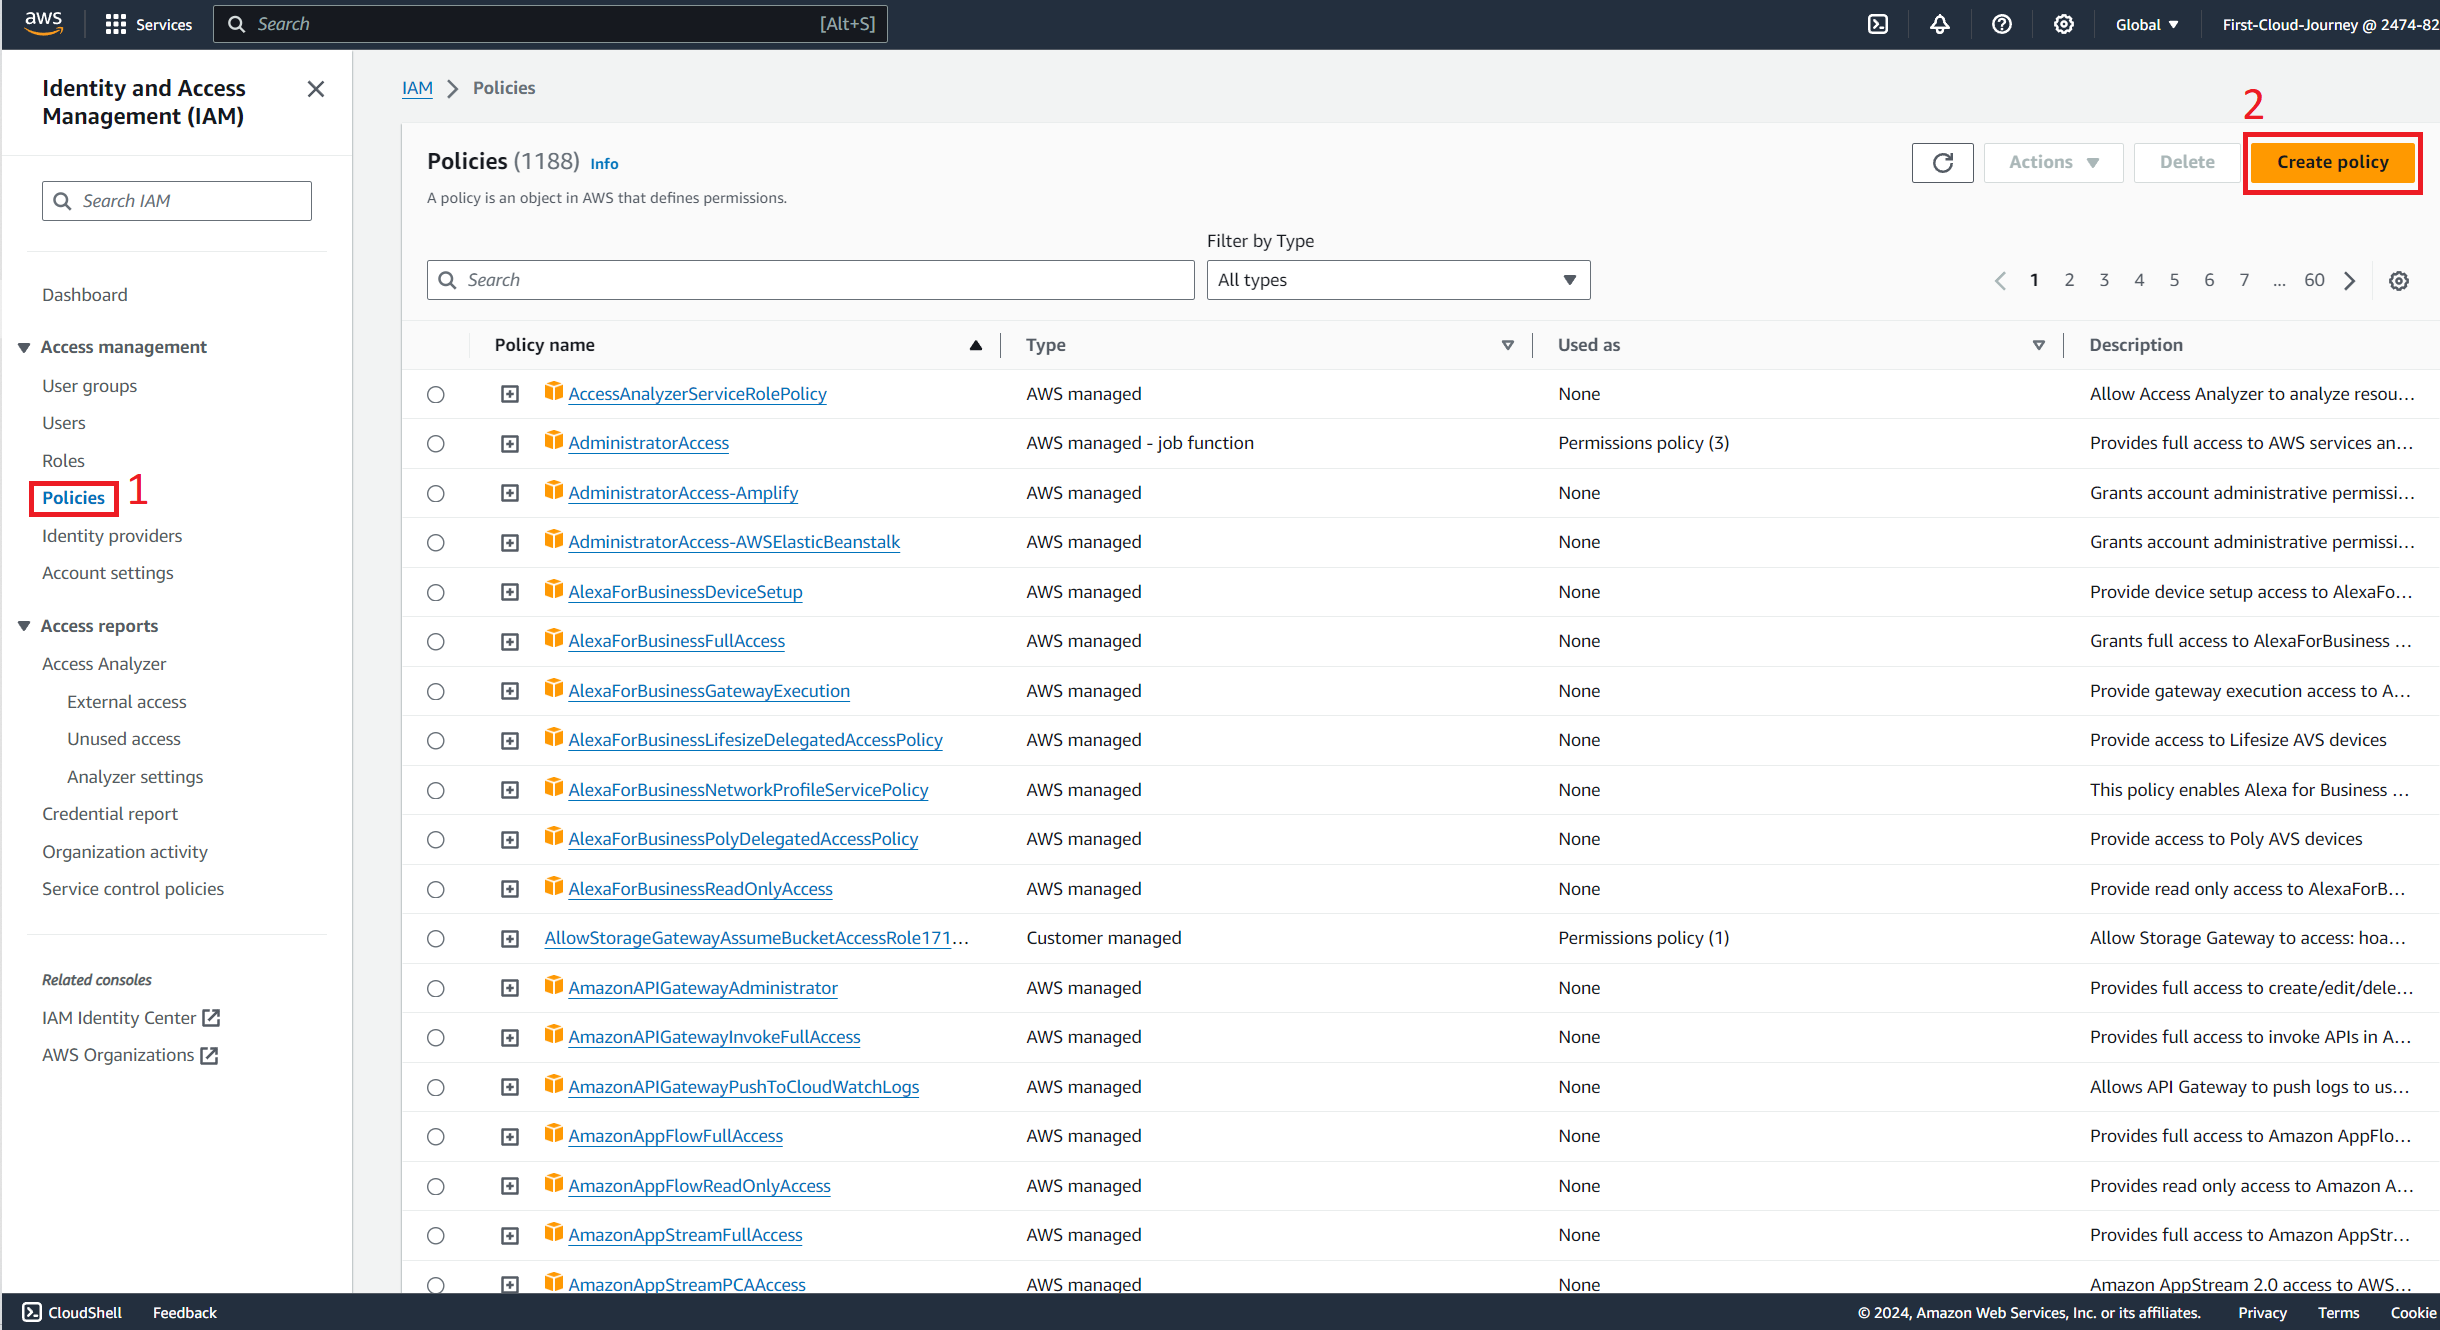 aws
Services
Search
[Alt+S]
Global
First-Cloud-Journey @ 2474-82
Identity and Access
Management (IAM)
Search IAM
Dashboard
Access management
User groups
Users
Roles
Policies
1
Identity providers
Account settings
Access reports
Access Analyzer
External access
Unused access
Analyzer settings
Credential report
Organization activity
Service control policies
Related consoles
IAM Identity Center
AWS Organizations
IAM > Policies
2
Policies (1188) Info
A policy is an object in AWS that defines permissions.
Actions
Delete
Create policy
Filter by Type
Search
All types
1 2 3 4 5 6 7 ... 60
Policy name Type Used as Description
AccessAnalyzerServiceRolePolicy AWS managed None Allow Access Analyzer to analyze resou...
AdministratorAccess AWS managed - job function Permissions policy (3) Provides full access to AWS services an...
AdministratorAccess-Amplify AWS managed None Grants account administrative permissi...
AdministratorAccess-AWSElasticBeanstalk AWS managed None Grants account administrative permissi...
AlexaForBusinessDeviceSetup AWS managed None Provide device setup access to AlexaFo...
AlexaForBusinessFullAccess AWS managed None Grants full access to AlexaForBusiness ...
AlexaForBusinessGatewayExecution AWS managed None Provide gateway execution access to A...
AlexaForBusinessLifesizeDelegatedAccessPolicy AWS managed None Provide access to Lifesize AVS devices
AlexaForBusinessNetworkProfileServicePolicy AWS managed None This policy enables Alexa for Business ...
AlexaForBusinessPolyDelegatedAccessPolicy AWS managed None Provide access to Poly AVS devices
AlexaForBusinessReadOnlyAccess AWS managed None Provide read only access to AlexaForB...
AllowStorageGatewayAssumeBucketAccessRole171... Customer managed Permissions policy (1) Allow Storage Gateway to access: hoa...
AmazonAPIGatewayAdministrator AWS managed None Provides full access to create/edit/dele...
AmazonAPIGatewayInvokeFullAccess AWS managed None Provides full access to invoke APIs in A...
AmazonAPIGatewayPushToCloudWatchLogs AWS managed None Allows API Gateway to push logs to us...
AmazonAppFlowFullAccess AWS managed None Provides full access to Amazon AppFlo...
AmazonAppFlowReadOnlyAccess AWS managed None Provides read only access to Amazon A...
AmazonAppStreamFullAccess AWS managed None Provides full access to Amazon AppStr...
AmazonAppStreamPCAAccess AWS managed None Amazon AppStream 2.0 access to AWS...
CloudShell
Feedback
© 2024, Amazon Web Services, Inc. or its affiliates.
Privacy
Terms
Cookie